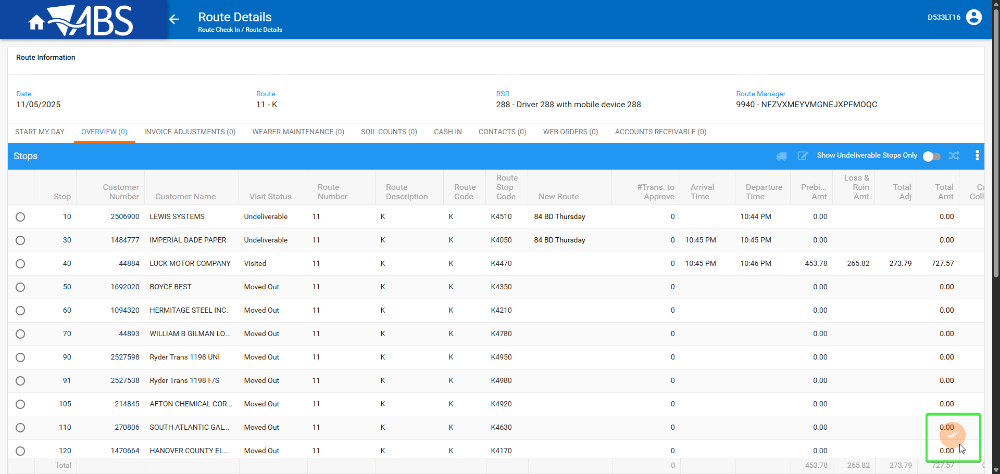 ABS
Route Details
Route Check In / Route Details
D533LT16
Route Information
Date
11/05/2025
Route
11 - K
RSR
288 - Driver 288 with mobile device 288
Route Manager
9940 - NFZVXMEYVMGNEJXPFMOQC
START MY DAY OVERVIEW (0) INVOICE ADJUSTMENTS (0) WEARER MAINTENANCE (0) SOIL COUNTS (0) CASH IN CONTACTS (0) WEB ORDERS (0) ACCOUNTS RECEIVABLE (0)
Stops Show Undeliverable Stops Only
Stop Customer Number Customer Name Visit Status Route Number Route Description Route Code Route Stop Code New Route #Trans. to Approve Arrival Time Departure Time Prebi... Amt Loss & Ruin Amt Total Adj Total Amt Ca Coll
10 2506900 LEWIS SYSTEMS Undeliverable 11 K K K4510 84 BD Thursday 0 10:44 PM 0.00 0.00
30 1484777 IMPERIAL DADE PAPER Undeliverable 11 K K K4050 84 BD Thursday 0 10:45 PM 10:45 PM 0.00 0.00
40 44884 LUCK MOTOR COMPANY Visited 11 K K K4470 0 10:45 PM 10:46 PM 453.78 265.82 273.79 727.57
50 1692020 BOYCE BEST Moved Out 11 K K K4350 0 0.00 0.00
60 1094320 HERMITAGE STEEL INC. Moved Out 11 K K K4210 0 0.00 0.00
70 44893 WILLIAM B GILMAN LO... Moved Out 11 K K K4780 0 0.00 0.00
90 2527598 Ryder Trans 1198 UNI Moved Out 11 K K K4950 0 0.00 0.00
91 2527538 Ryder Trans 1198 F/S Moved Out 11 K K K4980 0 0.00 0.00
105 214845 AFTON CHEMICAL COR... Moved Out 11 K K K4920 0 0.00 0.00
110 270806 SOUTH ATLANTIC GAL... Moved Out 11 K K K4630 0 0.00 0.00
120 1470664 HANOVER COUNTY EL... Moved Out 11 K K K4170 0 0.00 0.00
Total 0 453.78 265.82 273.79 727.57